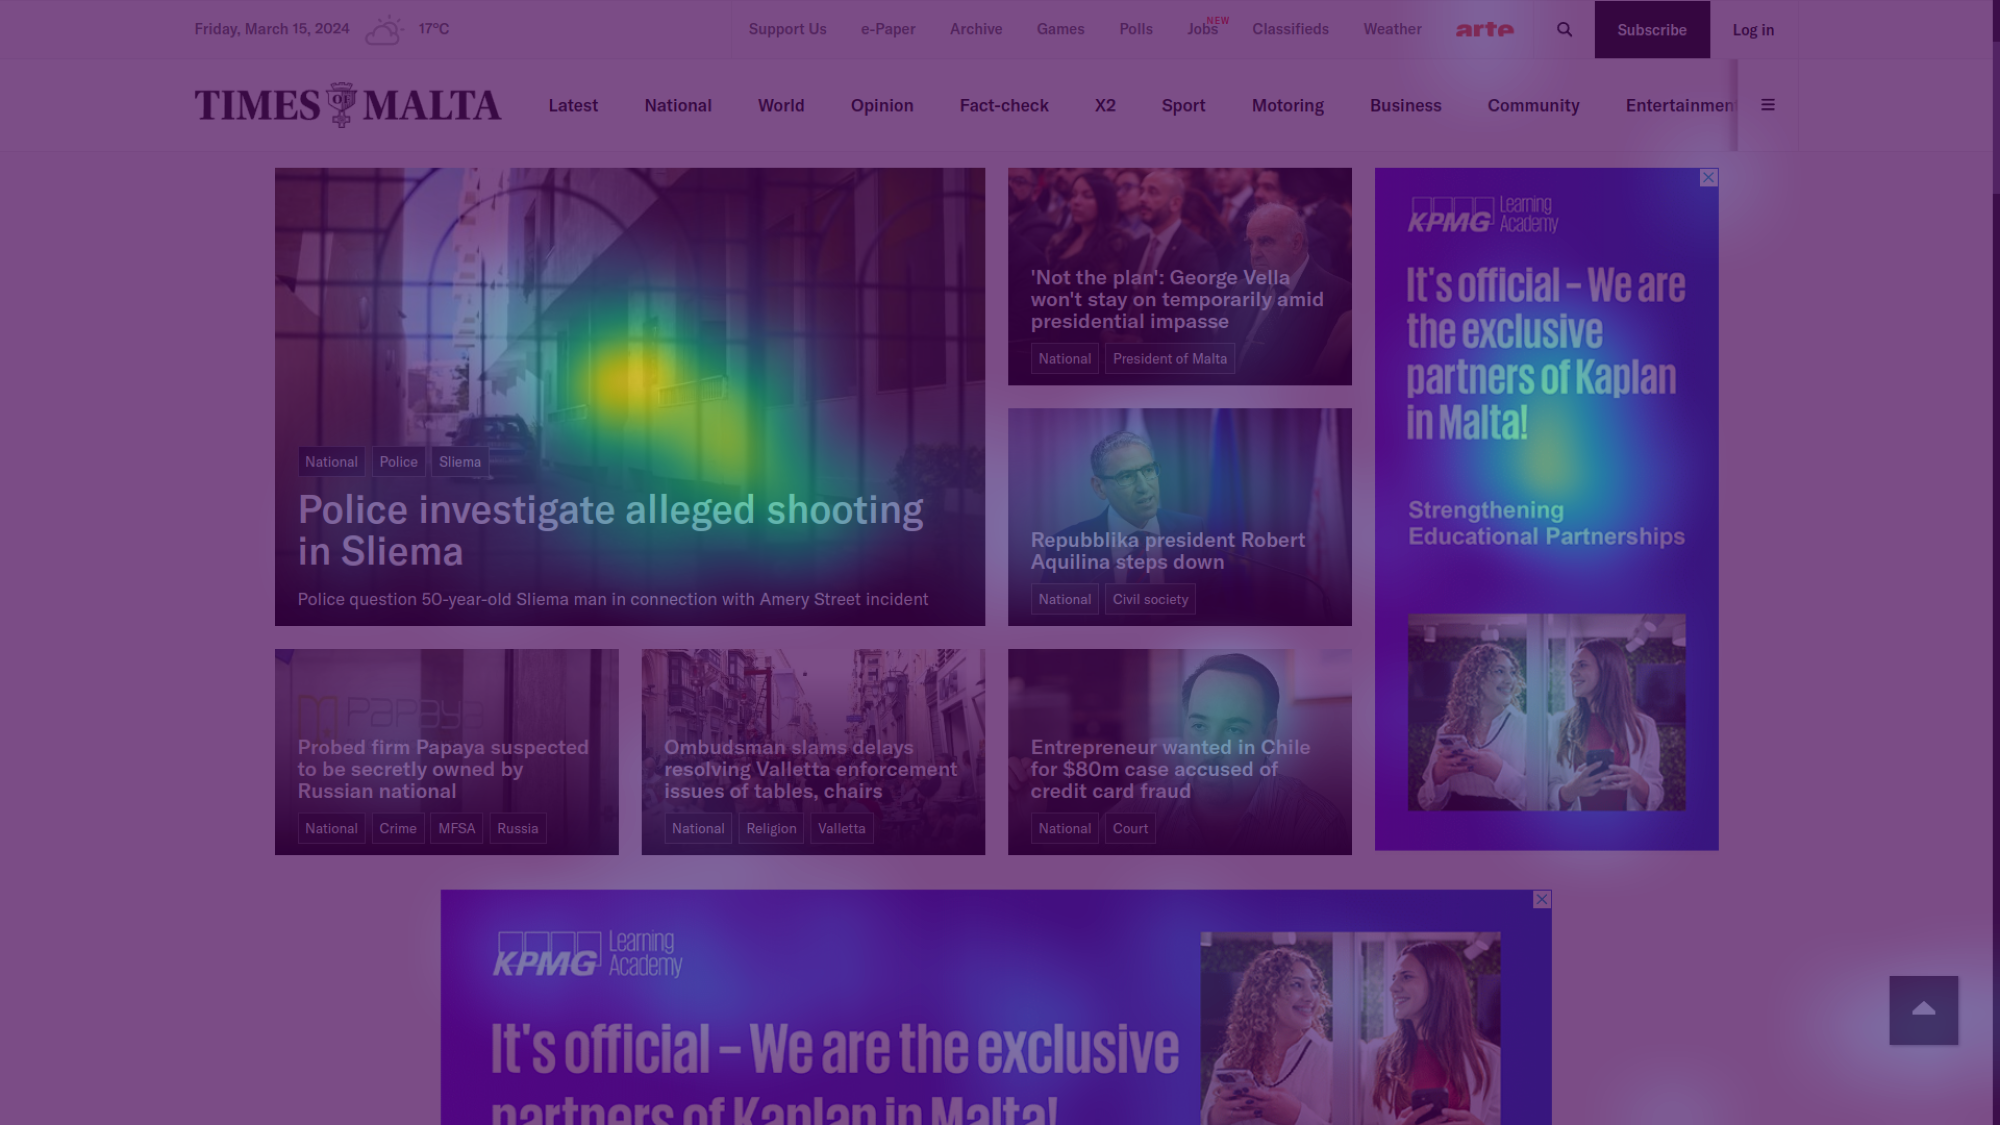 Friday, March 15, 2024 17°C Support Us e-Paper Archive Games Polls Jobs NEW Classifieds Weather arte Subscribe Log in
TIMES OF MALTA Latest National World Opinion Fact-check X2 Sport Motoring Business Community Entertainmen
National Police Sliema
Police investigate alleged shooting
in Sliema
Police question 50-year-old Sliema man in connection with Amery Street incident
'Not the plan': George Vella
won't stay on temporarily amid
presidential impasse
National President of Malta
Repubblika president Robert
Aquilina steps down
National Civil society
KPMG Learning
Academy
It's official – We are
the exclusive
partners of Kaplan
in Malta!
Strengthening
Educational Partnerships
PAPAYA
Probed firm Papaya suspected
to be secretly owned by
Russian national
National Crime MFSA Russia
Ombudsman slams delays
resolving Valletta enforcement
issues of tables, chairs
National Religion Valletta
Entrepreneur wanted in Chile
for $80m case accused of
credit card fraud
National Court
KPMG Learning
Academy
It's official – We are the exclusive
partners of Kaplan in Malta!